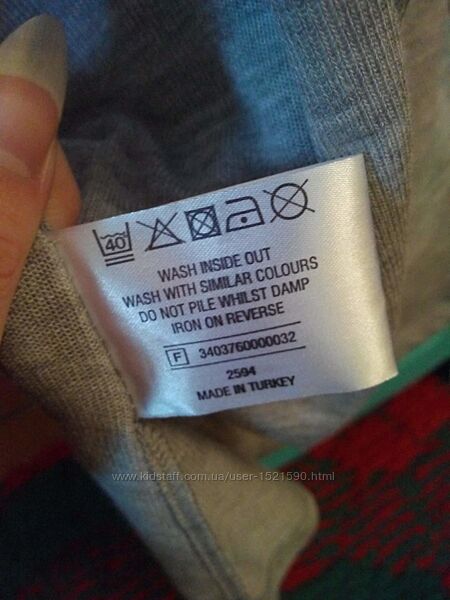 40
WASH INSIDE OUT
WASH WITH SIMILAR COLOURS
DO NOT PILE WHILST DAMP
IRON ON REVERSE
F 3403760000032
2594
MADE IN TURKEY
www.kidstaff.com.ua/user-1521590.html